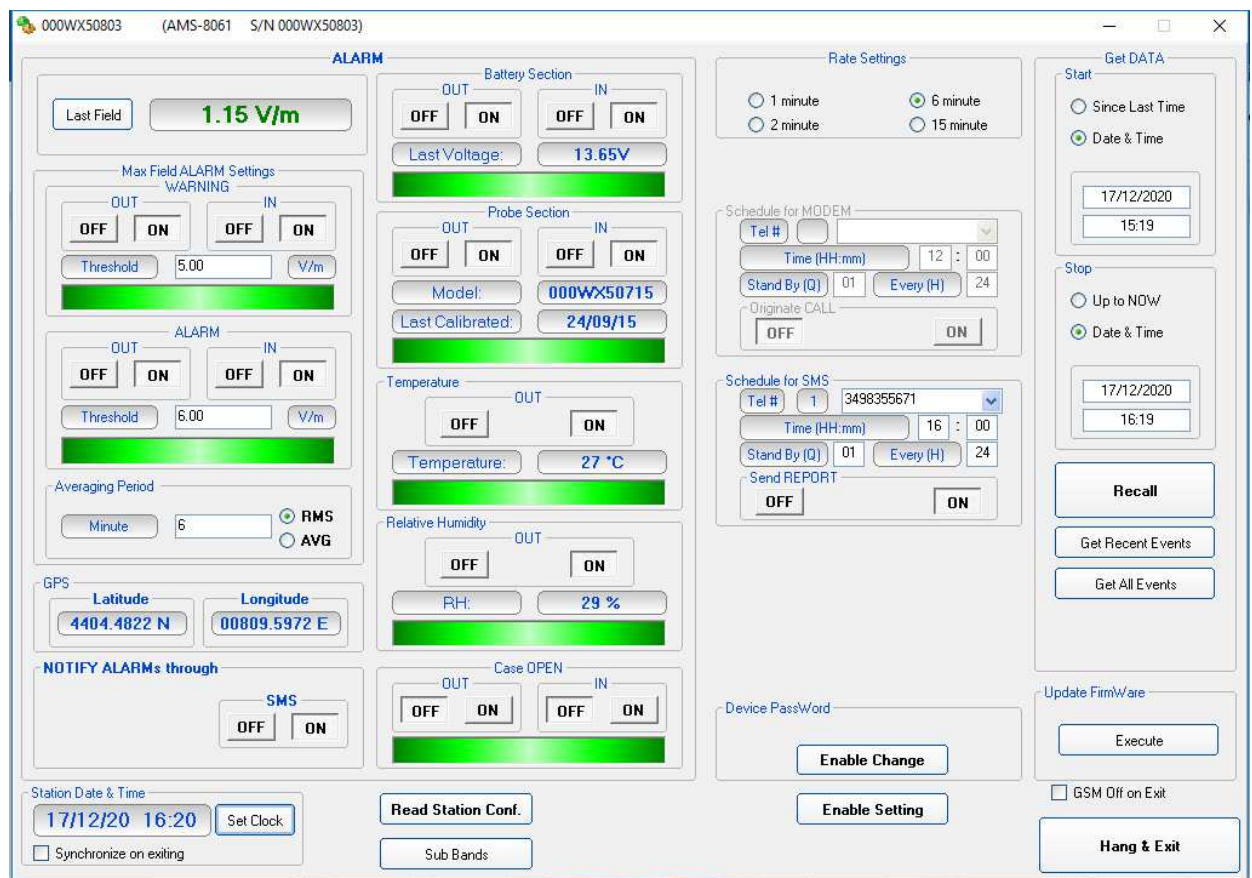 000WX50803 (AMS-8061 S/N 000WX50803)
ALARM
Last Field 1.15 V/m
Max Field ALARM Settings
WARNING
OUT IN
OFF ON OFF ON
Threshold 5.00 V/m
ALARM
OUT IN
OFF ON OFF ON
Threshold 6.00 V/m
Averaging Period
Minute 6 RMS
AVG
GPS
Latitude Longitude
4404.4822 N 00809.5972 E
NOTIFY ALARMs through
SMS
OFF ON
Station Date & Time
17/12/20 16:20 Set Clock
Synchronize on exiting
Battery Section
OUT IN
OFF ON OFF ON
Last Voltage: 13.65V
Probe Section
OUT IN
OFF ON OFF ON
Model: 000WX50715
Last Calibrated: 24/09/15
Temperature
OUT
OFF ON
Temperature: 27 °C
Relative Humidity
OUT
OFF ON
RH: 29 %
Case OPEN
OUT IN
OFF ON OFF ON
Read Station Conf.
Sub Bands
Rate Settings
1 minute 6 minute
2 minute 15 minute
Schedule for MODEM
Tel #
Time (HH:mm) 12 : 00
Stand By (Q) 01 Every (H) 24
Originate CALL
OFF ON
Schedule for SMS
Tel # 1 3498355671
Time (HH:mm) 16 : 00
Stand By (Q) 01 Every (H) 24
Send REPORT
OFF ON
Device PassWord
Enable Change
Enable Setting
Get DATA
Start
Since Last Time
Date & Time
17/12/2020
15:19
Stop
Up to NOW
Date & Time
17/12/2020
16:19
Recall
Get Recent Events
Get All Events
Update FirmWare
Execute
GSM Off on Exit
Hang & Exit